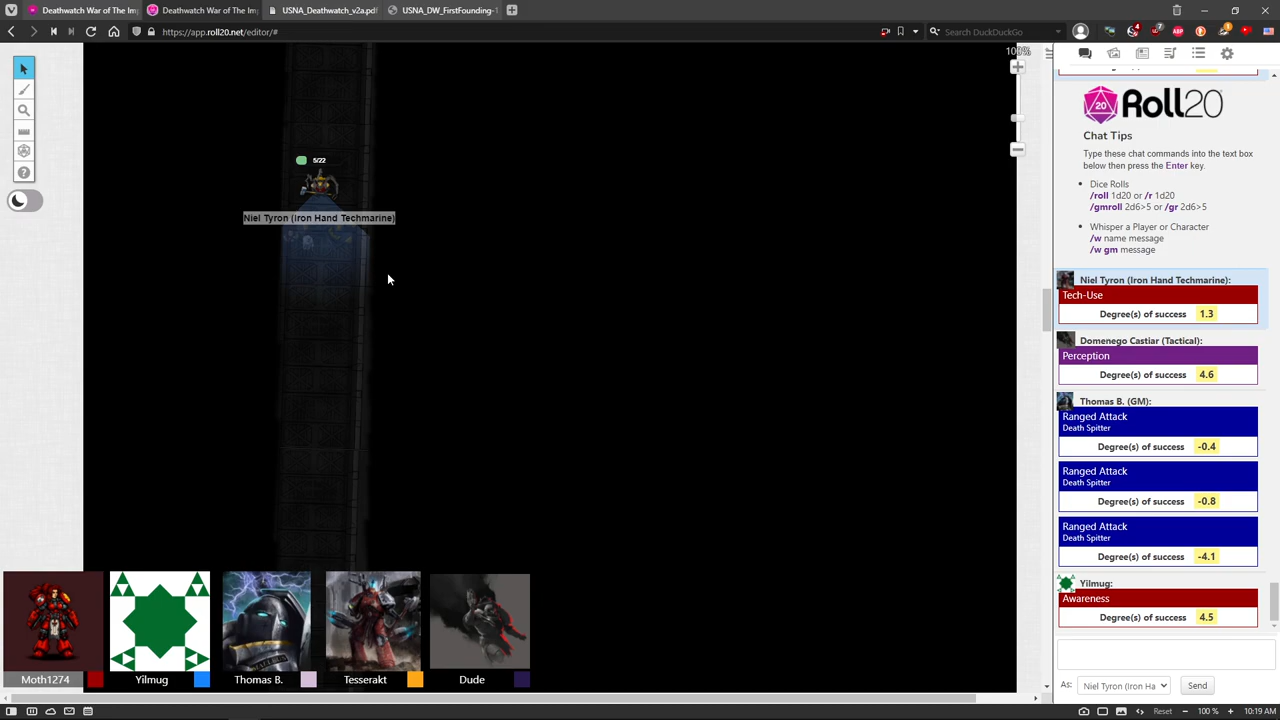 Deathwatch War of The Im
Deathwatch War of The Im
USNA_Deathwatch_v2a.pdf
USNA_DW_FirstFounding-1
https://app.roll20.net/editor/#
Search DuckDuckGo
100%
5/22
Niel Tyron (Iron Hand Techmarine)
Moth1274
Yilmug
Thomas B.
Tesserakt
Dude
Roll20
Chat Tips
Type these chat commands into the text box
below then press the Enter key.
Dice Rolls
/roll 1d20 or /r 1d20
/gmroll 2d6>5 or /gr 2d6>5
Whisper a Player or Character
/w name message
/w gm message
Niel Tyron (Iron Hand Techmarine):
Tech-Use
Degree(s) of success 1.3
Domenego Castiar (Tactical):
Perception
Degree(s) of success 4.6
Thomas B. (GM):
Ranged Attack
Death Spitter
Degree(s) of success -0.4
Ranged Attack
Death Spitter
Degree(s) of success -0.8
Ranged Attack
Death Spitter
Degree(s) of success -4.1
Yilmug:
Awareness
Degree(s) of success 4.5
As: Niel Tyron (Iron Ha
Send
Reset
100 %
10:19 AM